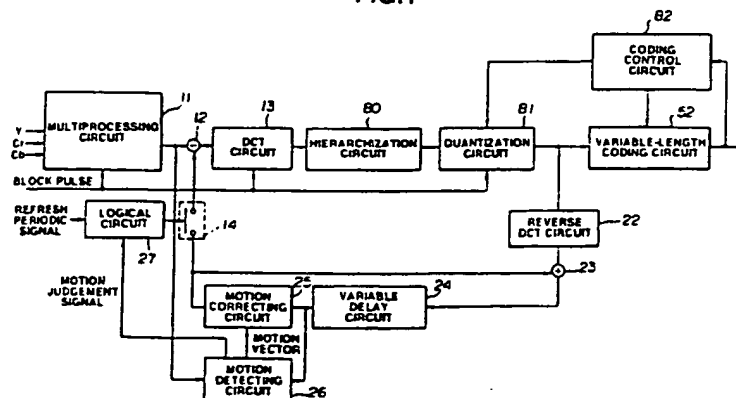 82
CODING
CONTROL
CIRCUIT
11
Y
Cr
Cb
MULTIPROCESSING
CIRCUIT
12
13
DCT
CIRCUIT
80
HIERARCHIZATION
CIRCUIT
81
QUANTIZATION
CIRCUIT
52
VARIABLE-LENGTH
CODING CIRCUIT
BLOCK PULSE
REFRESH
PERIODIC
SIGNAL
LOGICAL
CIRCUIT
27
14
REVERSE
DCT CIRCUIT
22
23
MOTION
JUDGEMENT
SIGNAL
MOTION
CORRECTING
CIRCUIT
25
VARIABLE
DELAY
CIRCUIT
24
MOTION
VECTOR
MOTION
DETECTING
CIRCUIT
26